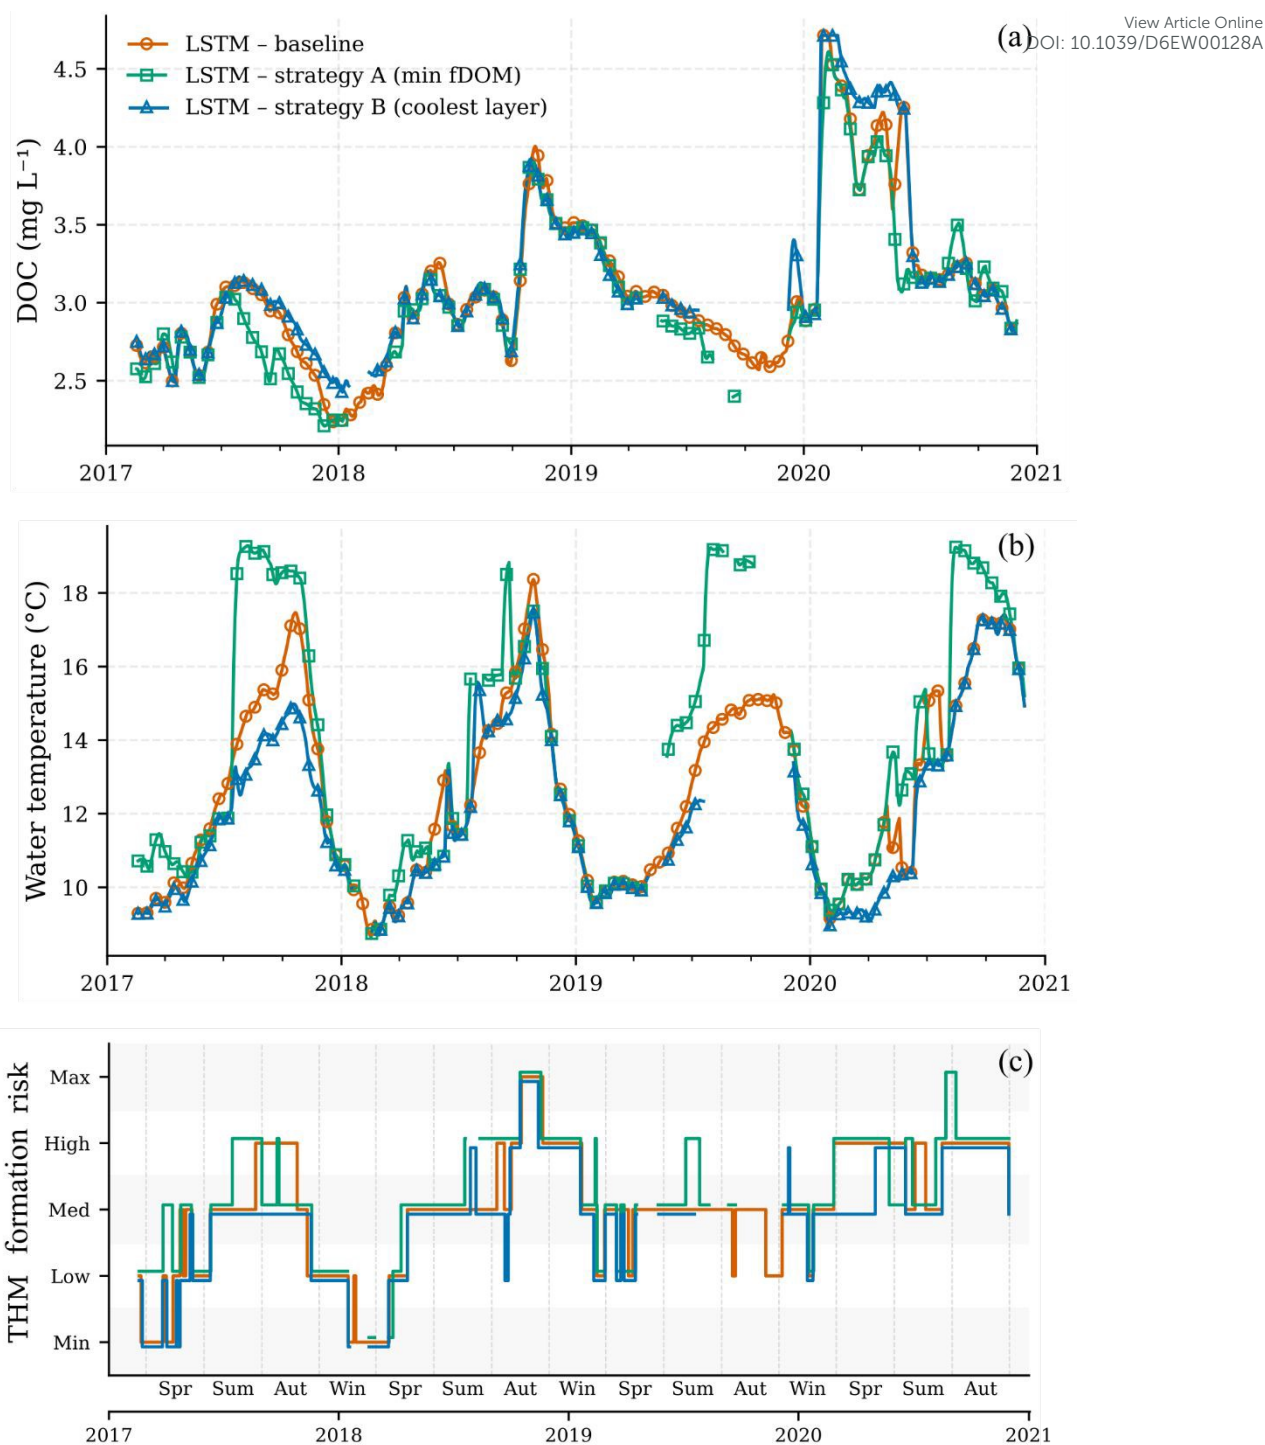 View Article Online
DOI: 10.1039/D6EW00128A
(a)
LSTM – baseline
LSTM – strategy A (min fDOM)
LSTM – strategy B (coolest layer)
DOC (mg L⁻¹)
4.5
4.0
3.5
3.0
2.5
2017 2018 2019 2020 2021
(b)
Water temperature (°C)
18
16
14
12
10
2017 2018 2019 2020 2021
(c)
THM formation risk
Max
High
Med
Low
Min
Spr Sum Aut Win Spr Sum Aut Win Spr Sum Aut Win Spr Sum Aut
2017 2018 2019 2020 2021